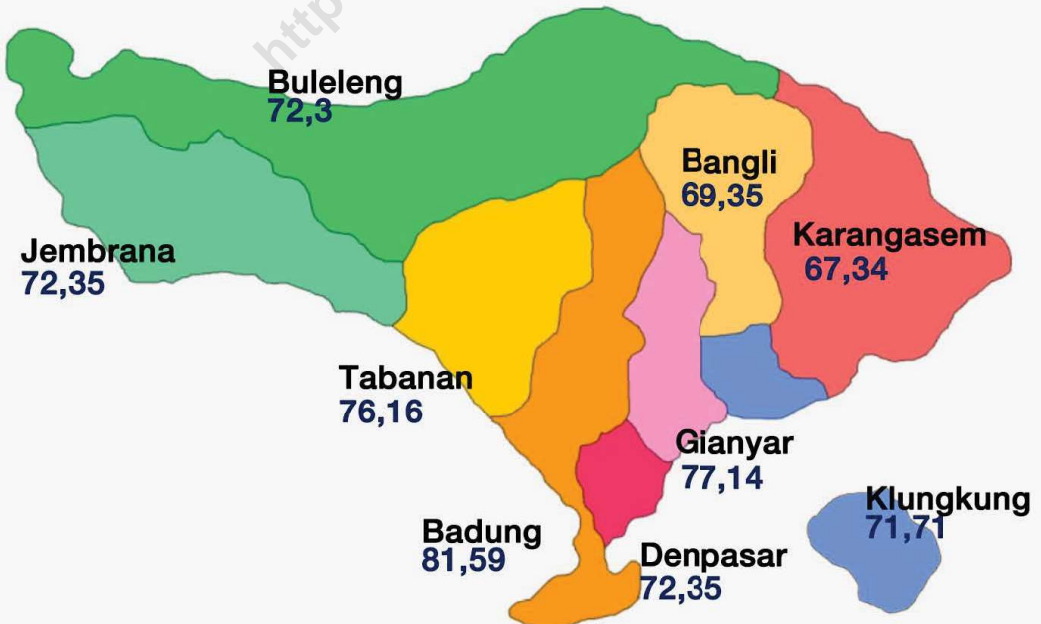 http
Buleleng
72,3
Bangli
69,35
Karangasem
67,34
Jembrana
72,35
Tabanan
76,16
Gianyar
77,14
Klungkung
71,71
Badung
81,59
Denpasar
72,35